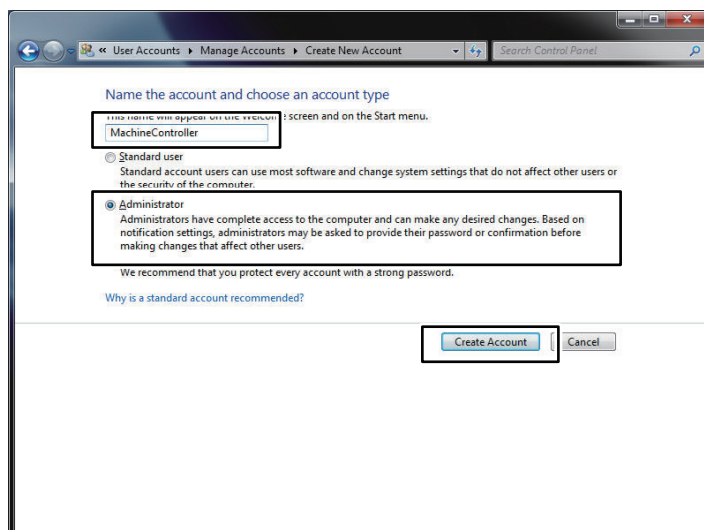 « User Accounts ▸ Manage Accounts ▸ Create New Account
Search Control Panel
Name the account and choose an account type
This name will appear on the Welcome screen and on the Start menu.
MachineController
Standard user
Standard account users can use most software and change system settings that do not affect other users or
the security of the computer.
Administrator
Administrators have complete access to the computer and can make any desired changes. Based on
notification settings, administrators may be asked to provide their password or confirmation before
making changes that affect other users.
We recommend that you protect every account with a strong password.
Why is a standard account recommended?
Create Account
Cancel